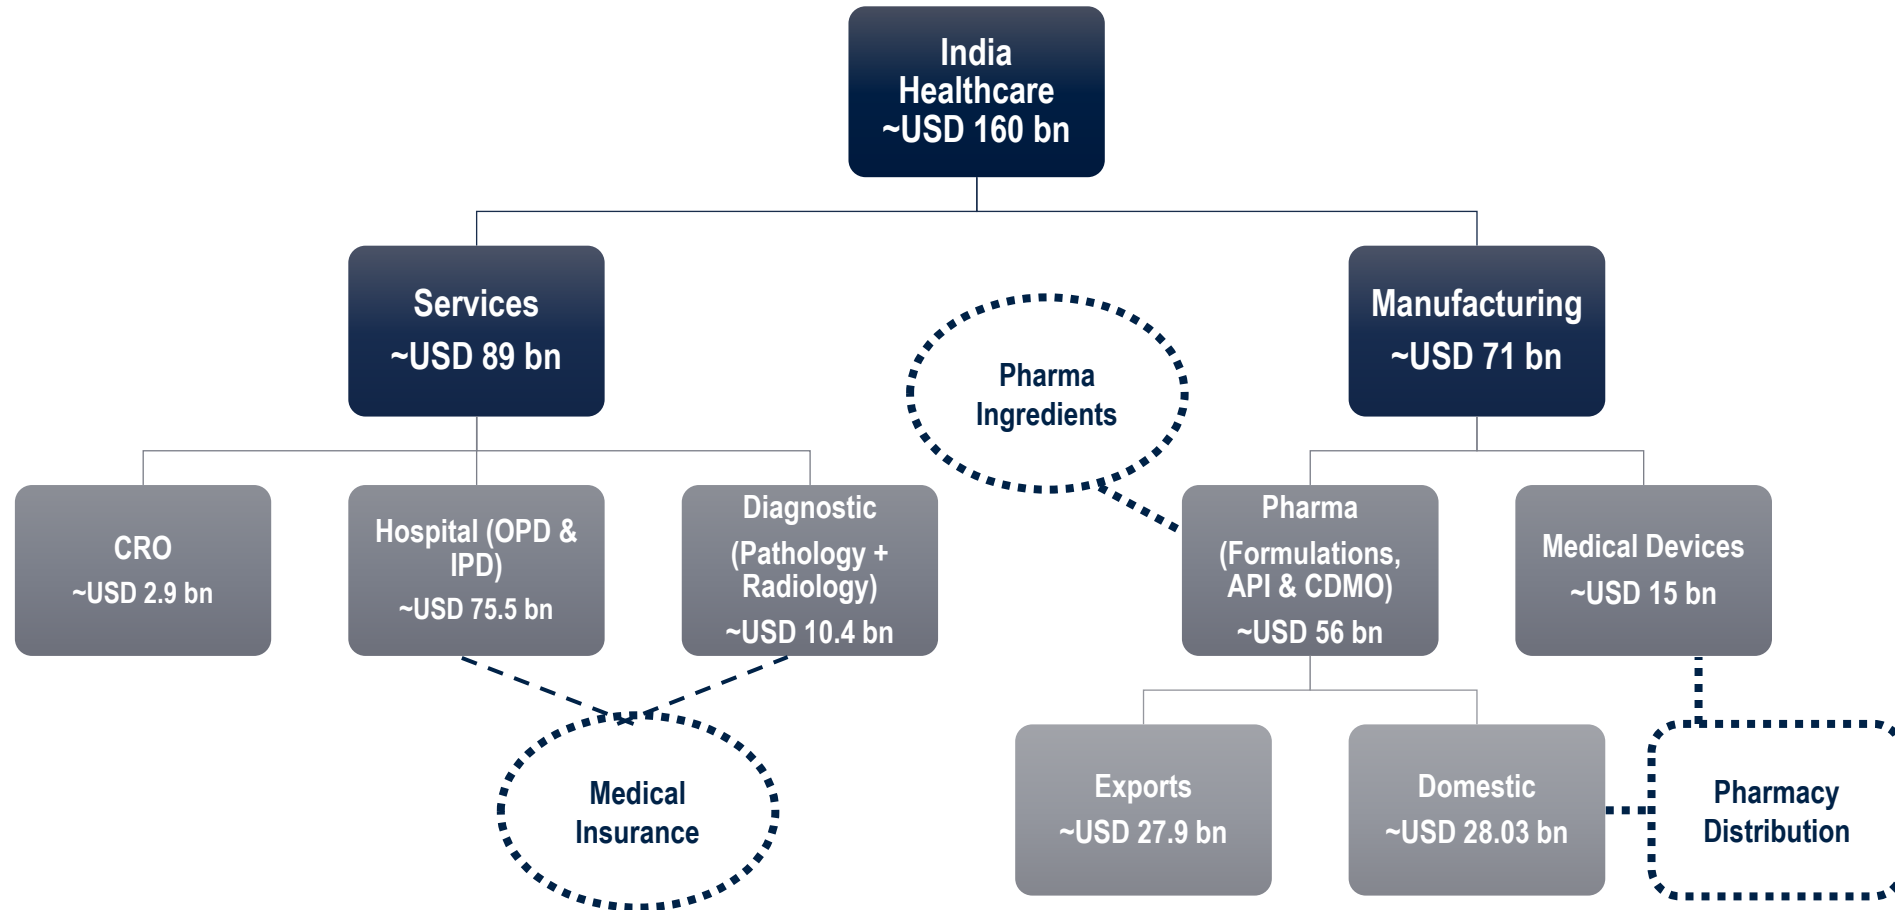 India
Healthcare
~USD 160 bn
Services
~USD 89 bn
Manufacturing
~USD 71 bn
Pharma
Ingredients
CRO
~USD 2.9 bn
Hospital (OPD &
IPD)
~USD 75.5 bn
Diagnostic
(Pathology +
Radiology)
~USD 10.4 bn
Pharma
(Formulations,
API & CDMO)
~USD 56 bn
Medical Devices
~USD 15 bn
Medical
Insurance
Exports
~USD 27.9 bn
Domestic
~USD 28.03 bn
Pharmacy
Distribution